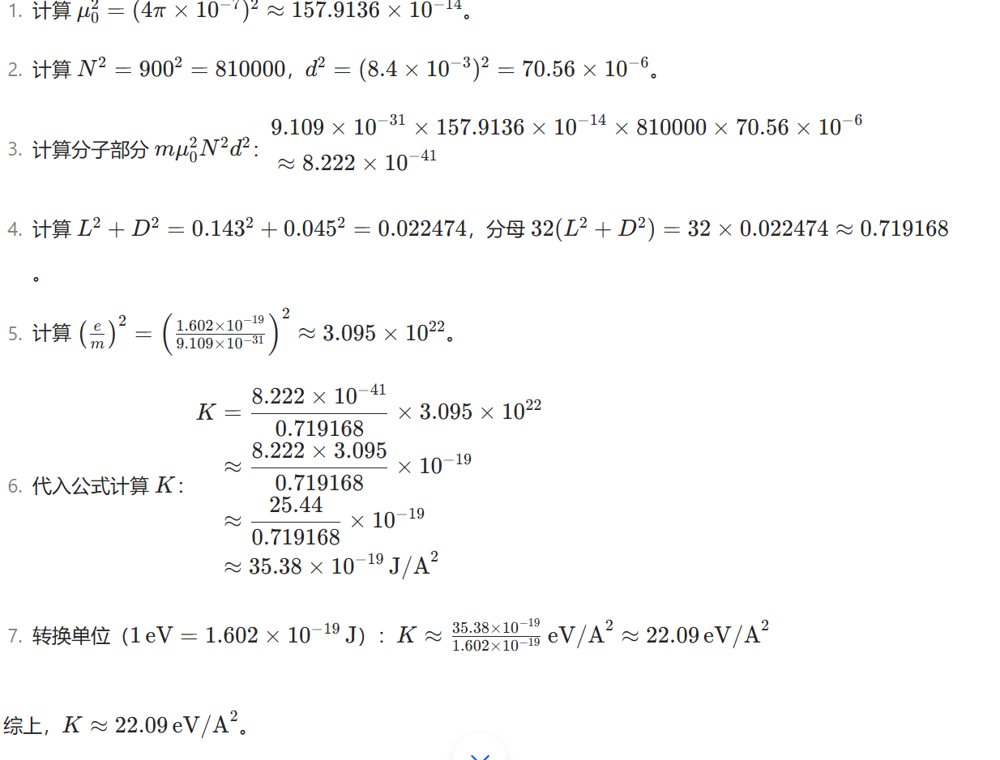 1. 计算 $\mu_0^2 = (4\pi \times 10^{-7})^2 \approx 157.9136 \times 10^{-14}$。
2. 计算 $N^2 = 900^2 = 810000$，$d^2 = (8.4 \times 10^{-3})^2 = 70.56 \times 10^{-6}$。
3. 计算分子部分 $m\mu_0^2N^2d^2$：$9.109 \times 10^{-31} \times 157.9136 \times 10^{-14} \times 810000 \times 70.56 \times 10^{-6}$
$\approx 8.222 \times 10^{-41}$
4. 计算 $L^2 + D^2 = 0.143^2 + 0.045^2 = 0.022474$，分母 $32(L^2 + D^2) = 32 \times 0.022474 \approx 0.719168$
。
5. 计算 $\left(\frac{e}{m}\right)^2 = \left(\frac{1.602\times10^{-19}}{9.109\times10^{-31}}\right)^2 \approx 3.095 \times 10^{22}$。
6. 代入公式计算 $K$：$K = \frac{8.222 \times 10^{-41}}{0.719168} \times 3.095 \times 10^{22}$
$\approx \frac{8.222 \times 3.095}{0.719168} \times 10^{-19}$
$\approx \frac{25.44}{0.719168} \times 10^{-19}$
$\approx 35.38 \times 10^{-19}\,\mathrm{J/A}^2$
7. 转换单位（$1\,\mathrm{eV} = 1.602 \times 10^{-19}\,\mathrm{J}$）：$K \approx \frac{35.38\times10^{-19}}{1.602\times10^{-19}}\,\mathrm{eV/A}^2 \approx 22.09\,\mathrm{eV/A}^2$
综上，$K \approx 22.09\,\mathrm{eV/A}^2$。